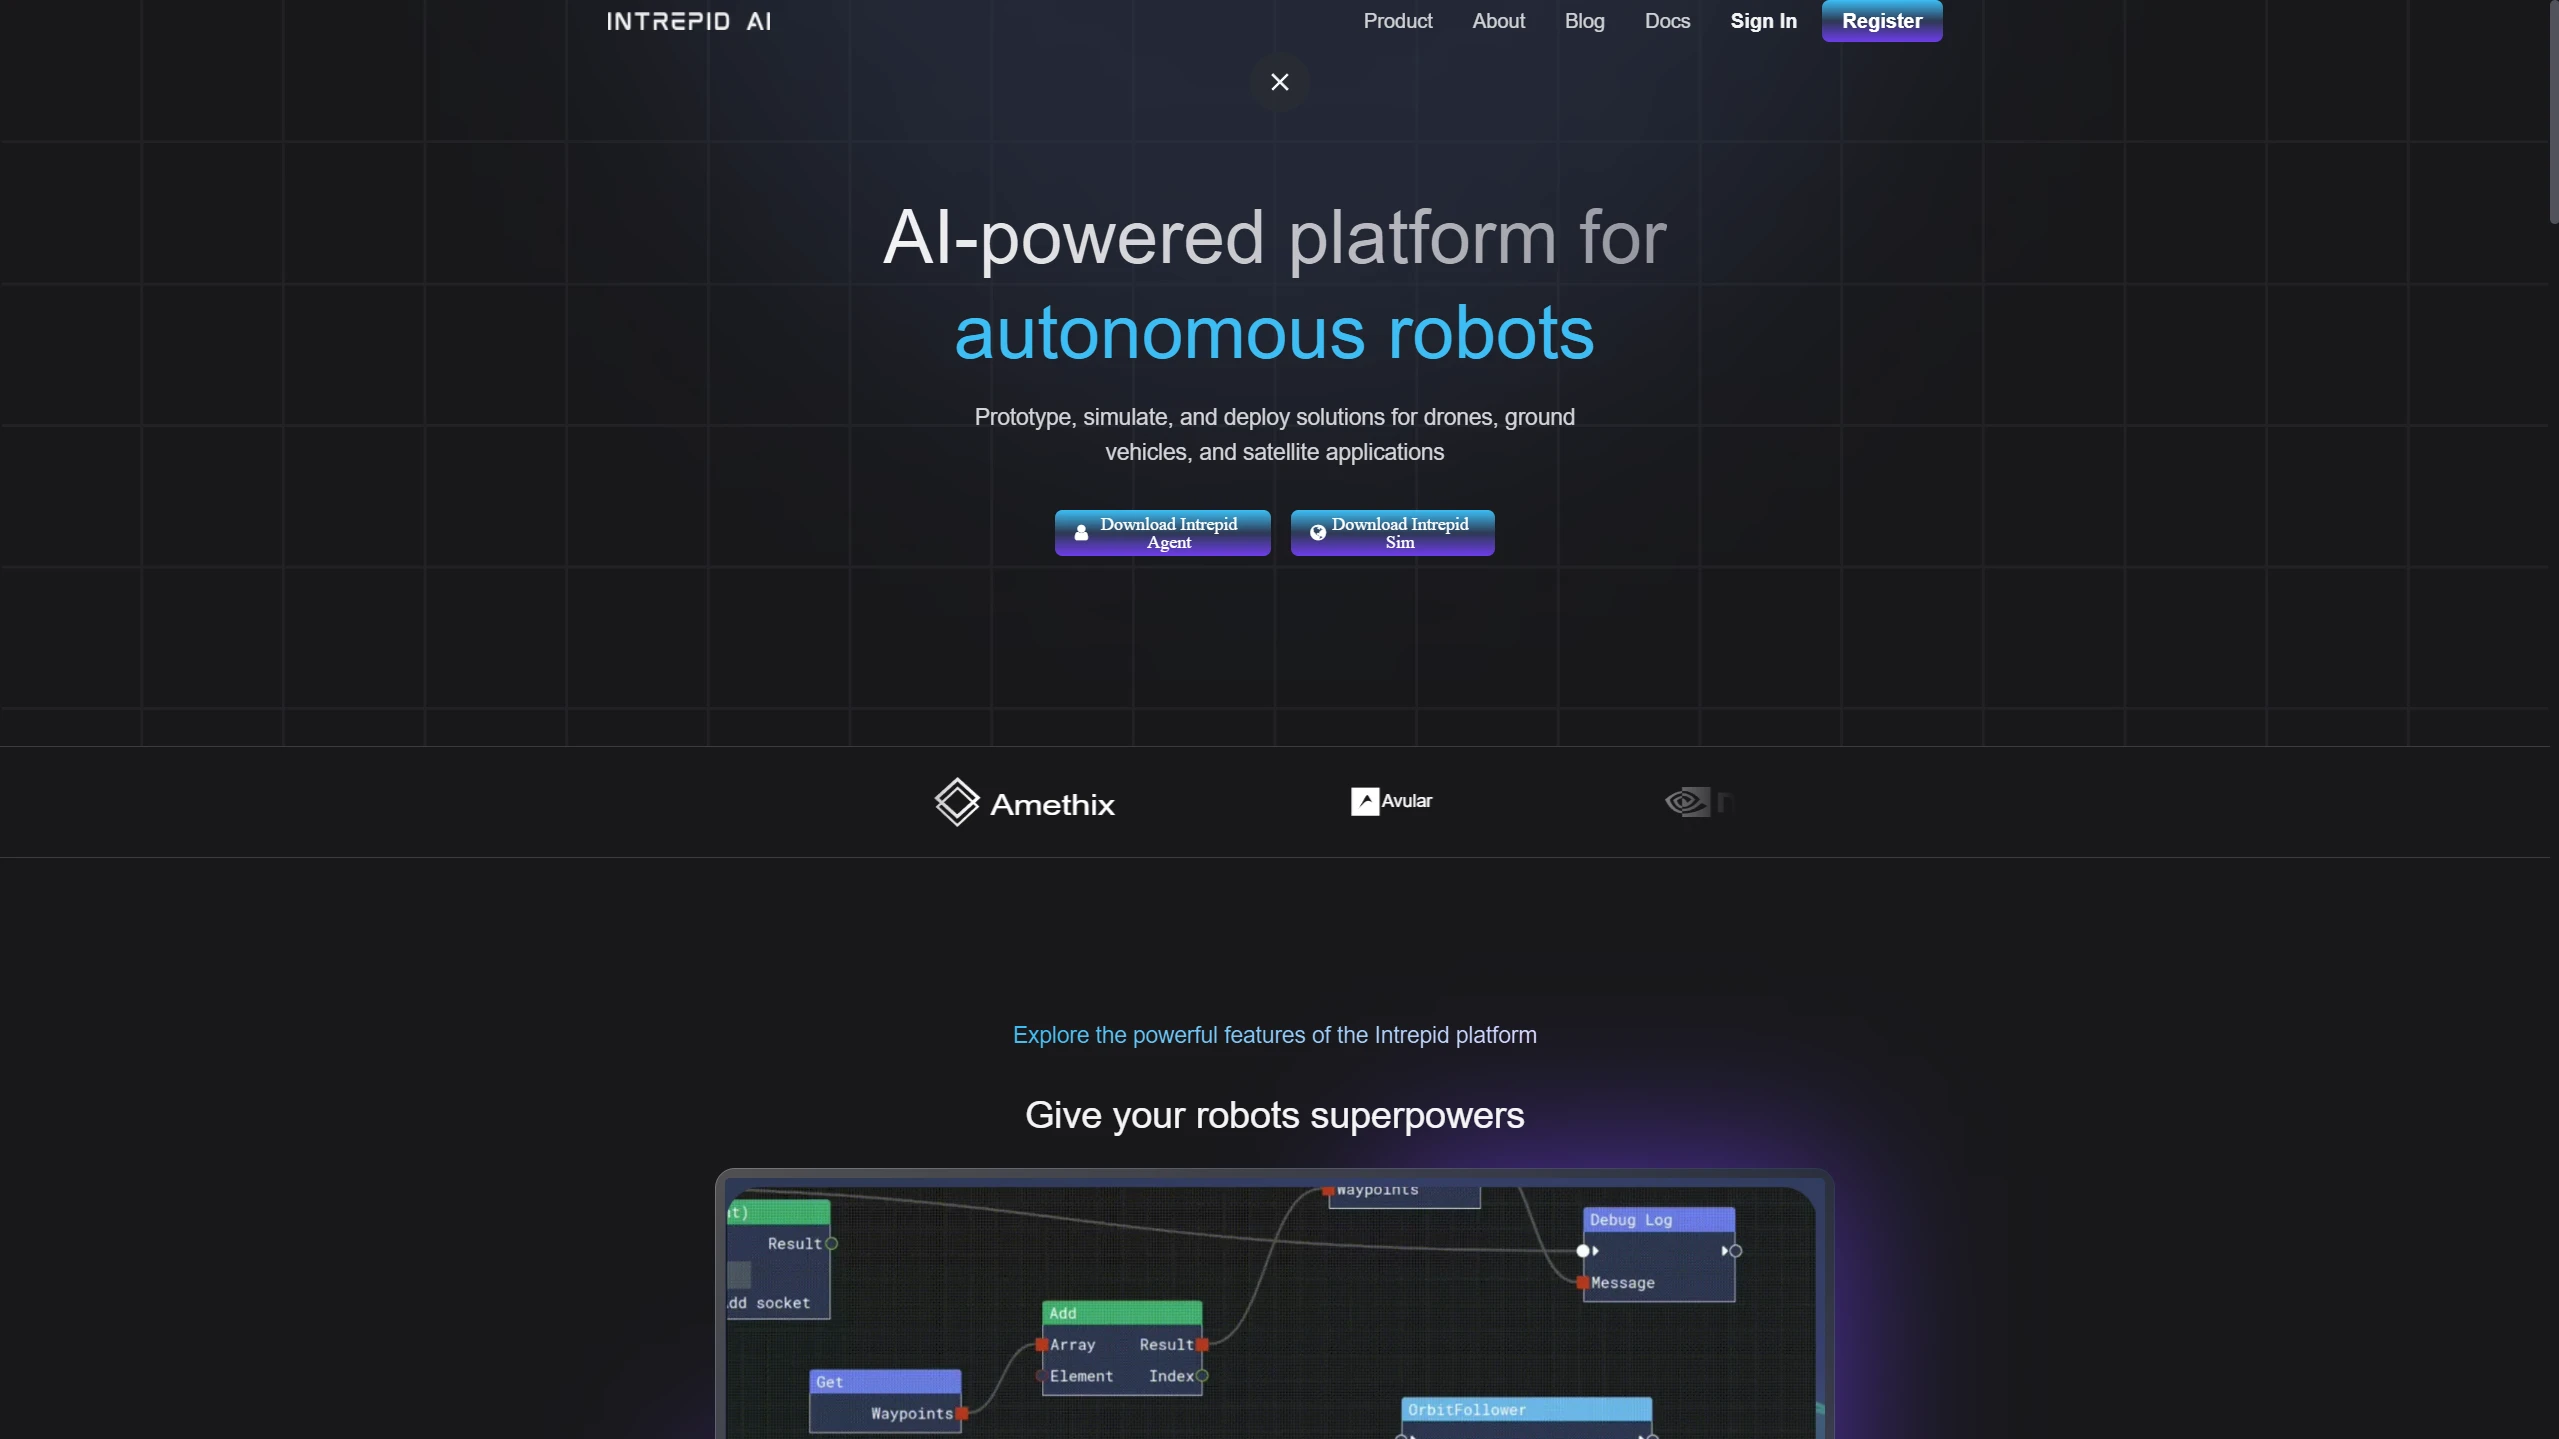 INTREPID AI
Product
About
Blog
Docs
Sign In
Register
AI-powered platform for
autonomous robots
Prototype, simulate, and deploy solutions for drones, ground
vehicles, and satellite applications
Download Intrepid
Agent
Download Intrepid
Sim
Amethix
Avular
Explore the powerful features of the Intrepid platform
Give your robots superpowers
Waypoints
Result
socket
Debug Log
Message
Add
Array Result
Element Index
Get
Waypoints
OrbitFollower